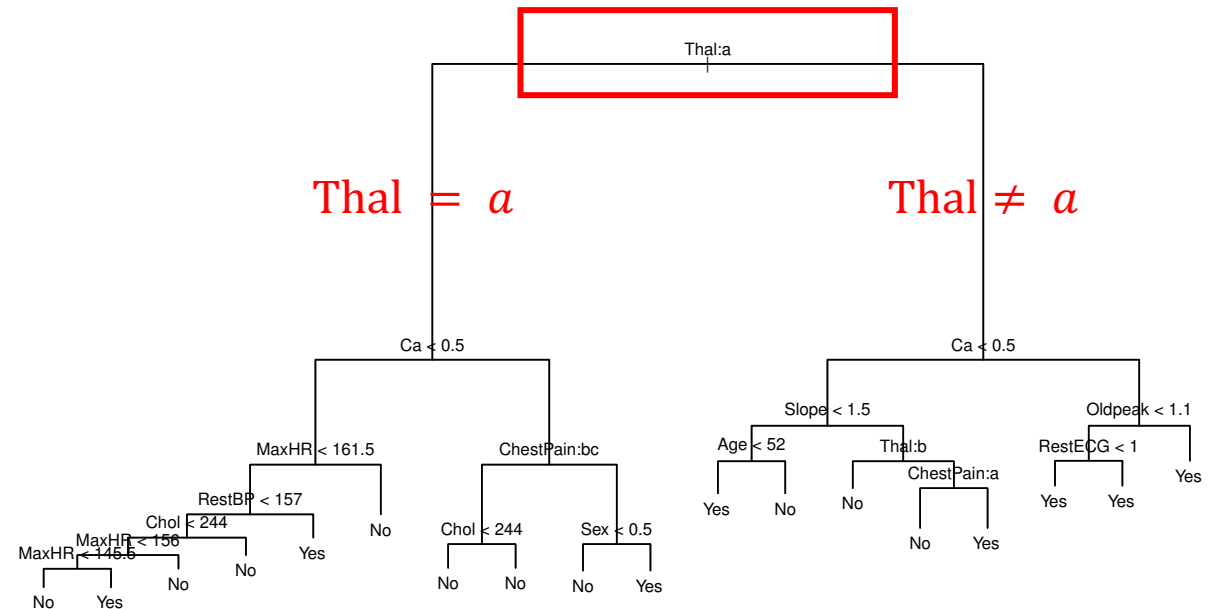 Thal:a
Thal = a
Thal ≠ a
Ca < 0.5
Ca < 0.5
Slope < 1.5
Oldpeak < 1.1
MaxHR < 161.5
ChestPain:bc
Age < 52
Thal:b
RestECG < 1
ChestPain:a
Yes
RestBP < 157
No
Yes
No
No
Yes
Yes
Chol < 244
Chol < 244
Sex < 0.5
No
Yes
MaxHR < 156
Yes
MaxHR < 145.5
No
No
No
No
No
Yes
No
Yes